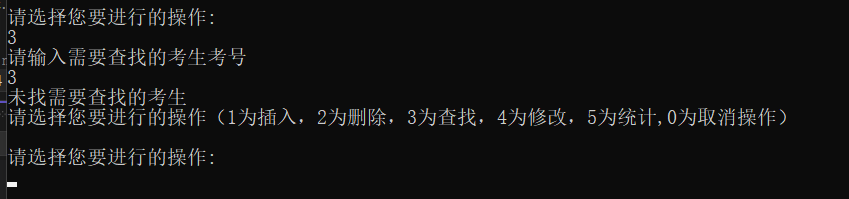 请选择您要进行的操作:
3
请输入需要查找的考生考号
3
未找需要查找的考生
请选择您要进行的操作（1为插入，2为删除，3为查找，4为修改，5为统计,0为取消操作）
请选择您要进行的操作: